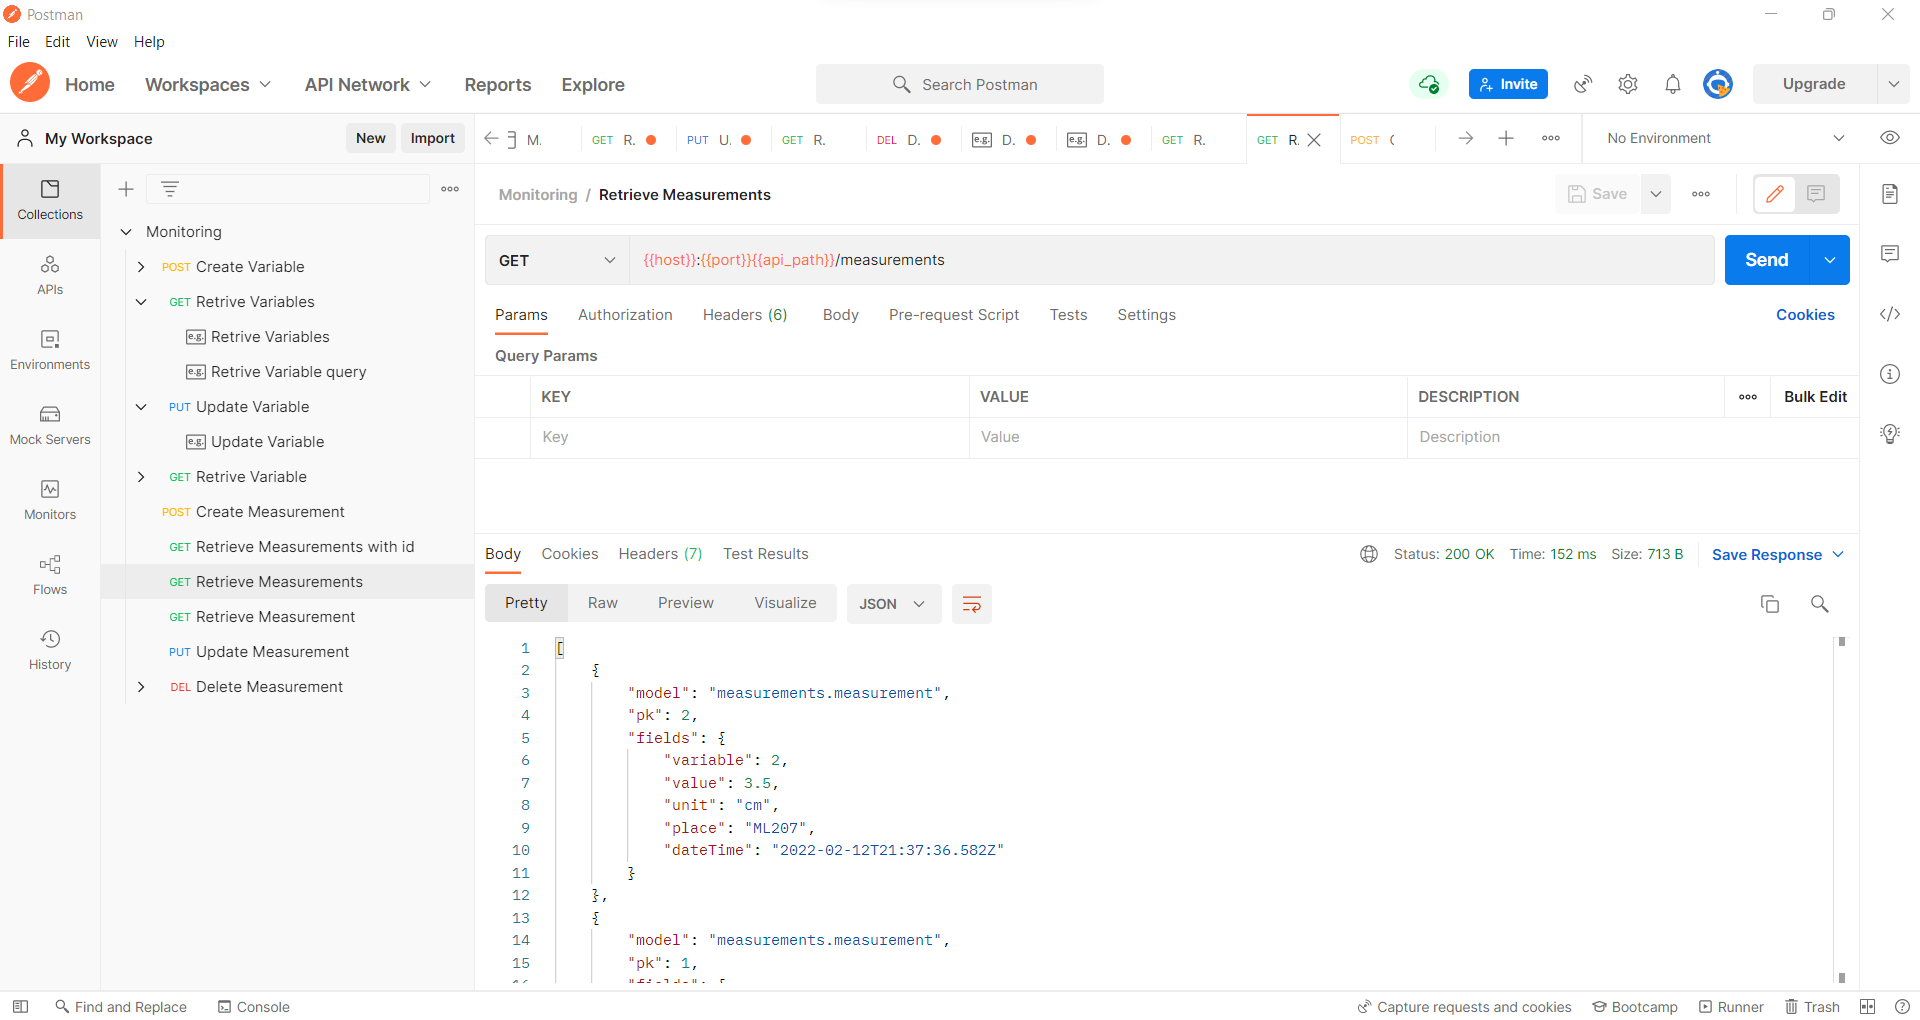 Postman
File Edit View Help
Home Workspaces API Network Reports Explore Search Postman Invite Upgrade
My Workspace New Import M. GET R. PUT U. GET R. DEL D. e.g. D. e.g. D. GET R. GET R. POST No Environment
Collections
APIs
Environments
Mock Servers
Monitors
Flows
History
Monitoring
POST Create Variable
GET Retrive Variables
e.g. Retrive Variables
e.g. Retrive Variable query
PUT Update Variable
e.g. Update Variable
GET Retrive Variable
POST Create Measurement
GET Retrieve Measurements with id
GET Retrieve Measurements
GET Retrieve Measurement
PUT Update Measurement
DEL Delete Measurement
Monitoring / Retrieve Measurements Save
GET {{host}}:{{port}}{{api_path}}/measurements Send
Params Authorization Headers (6) Body Pre-request Script Tests Settings Cookies
Query Params
KEY VALUE DESCRIPTION Bulk Edit
Key Value Description
Body Cookies Headers (7) Test Results Status: 200 OK Time: 152 ms Size: 713 B Save Response
Pretty Raw Preview Visualize JSON
1 [
2 {
3 "model": "measurements.measurement",
4 "pk": 2,
5 "fields": {
6 "variable": 2,
7 "value": 3.5,
8 "unit": "cm",
9 "place": "ML207",
10 "dateTime": "2022-02-12T21:37:36.582Z"
11 }
12 },
13 {
14 "model": "measurements.measurement",
15 "pk": 1,
16 "fields": {
Find and Replace Console Capture requests and cookies Bootcamp Runner Trash